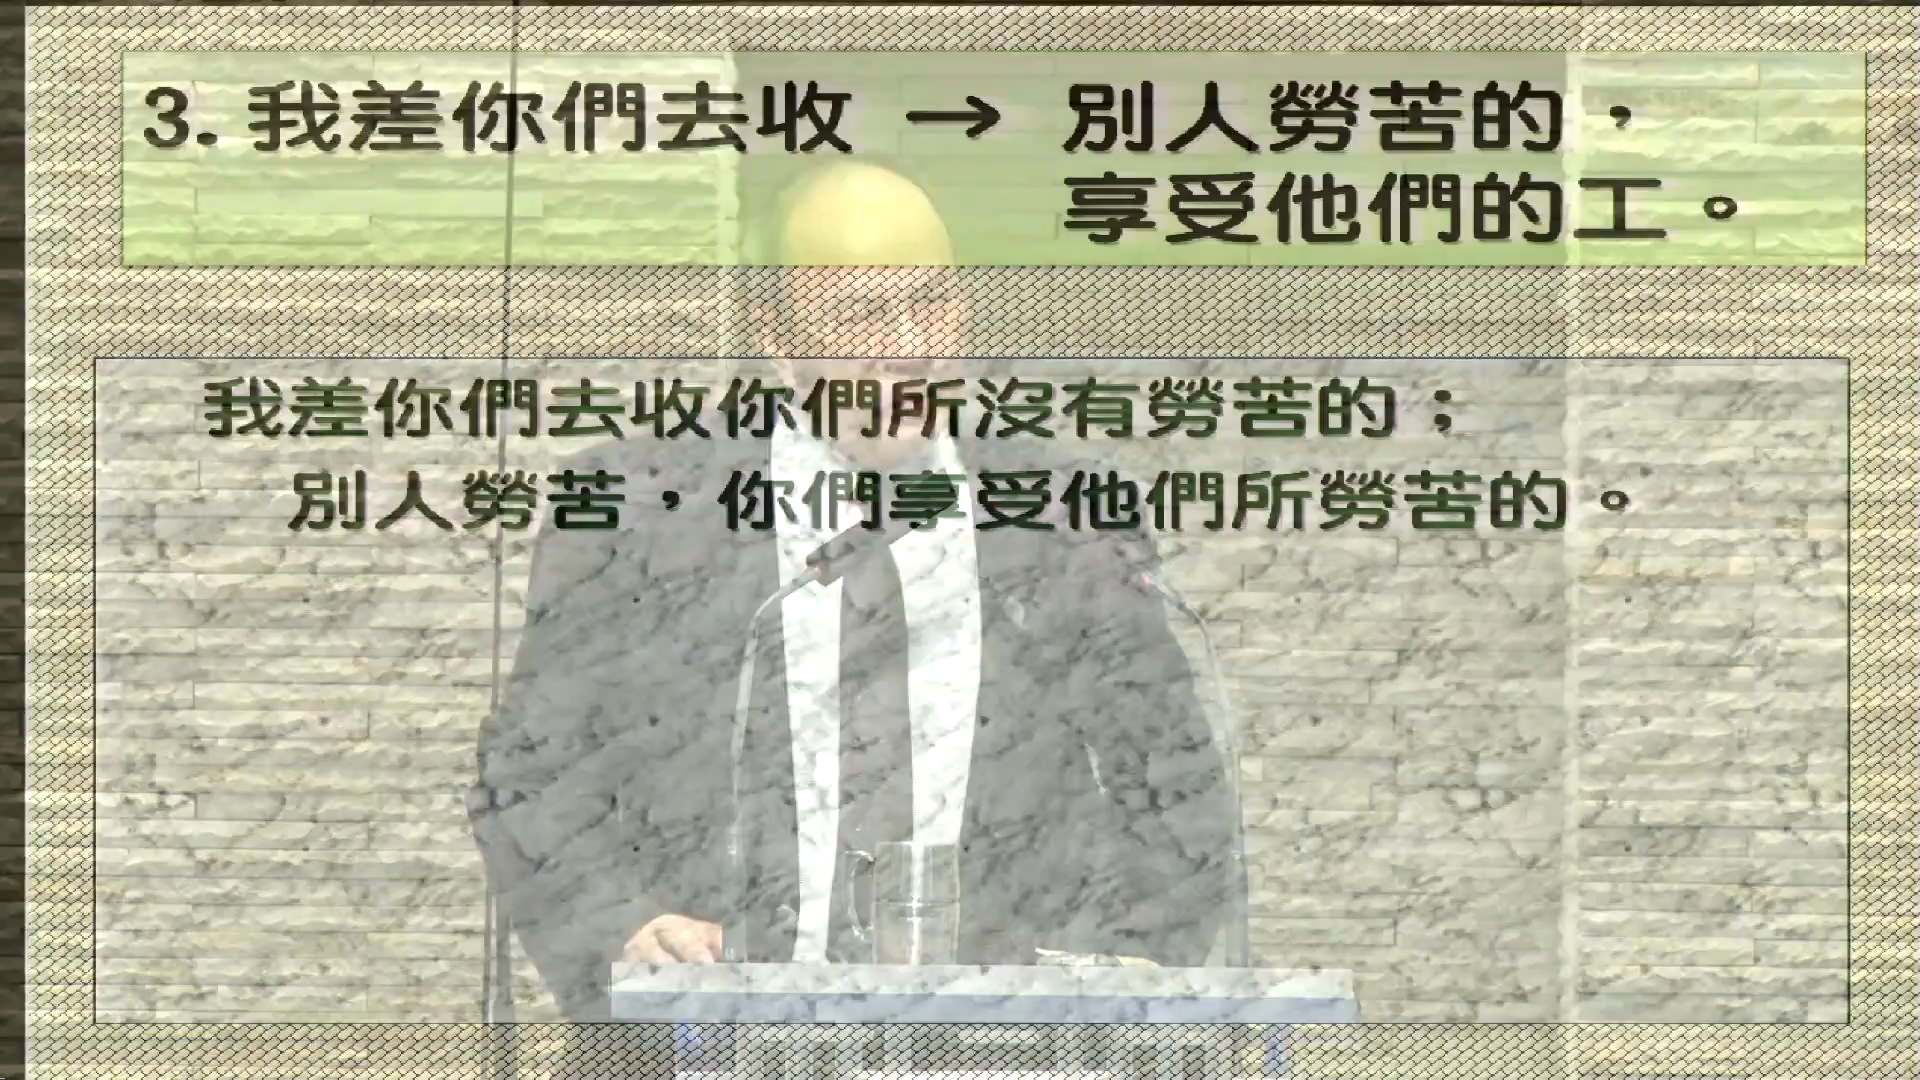 3. 我差你們去收 → 別人勞苦的，
享受他們的工。
我差你們去收你們所沒有勞苦的；
別人勞苦，你們享受他們所勞苦的。